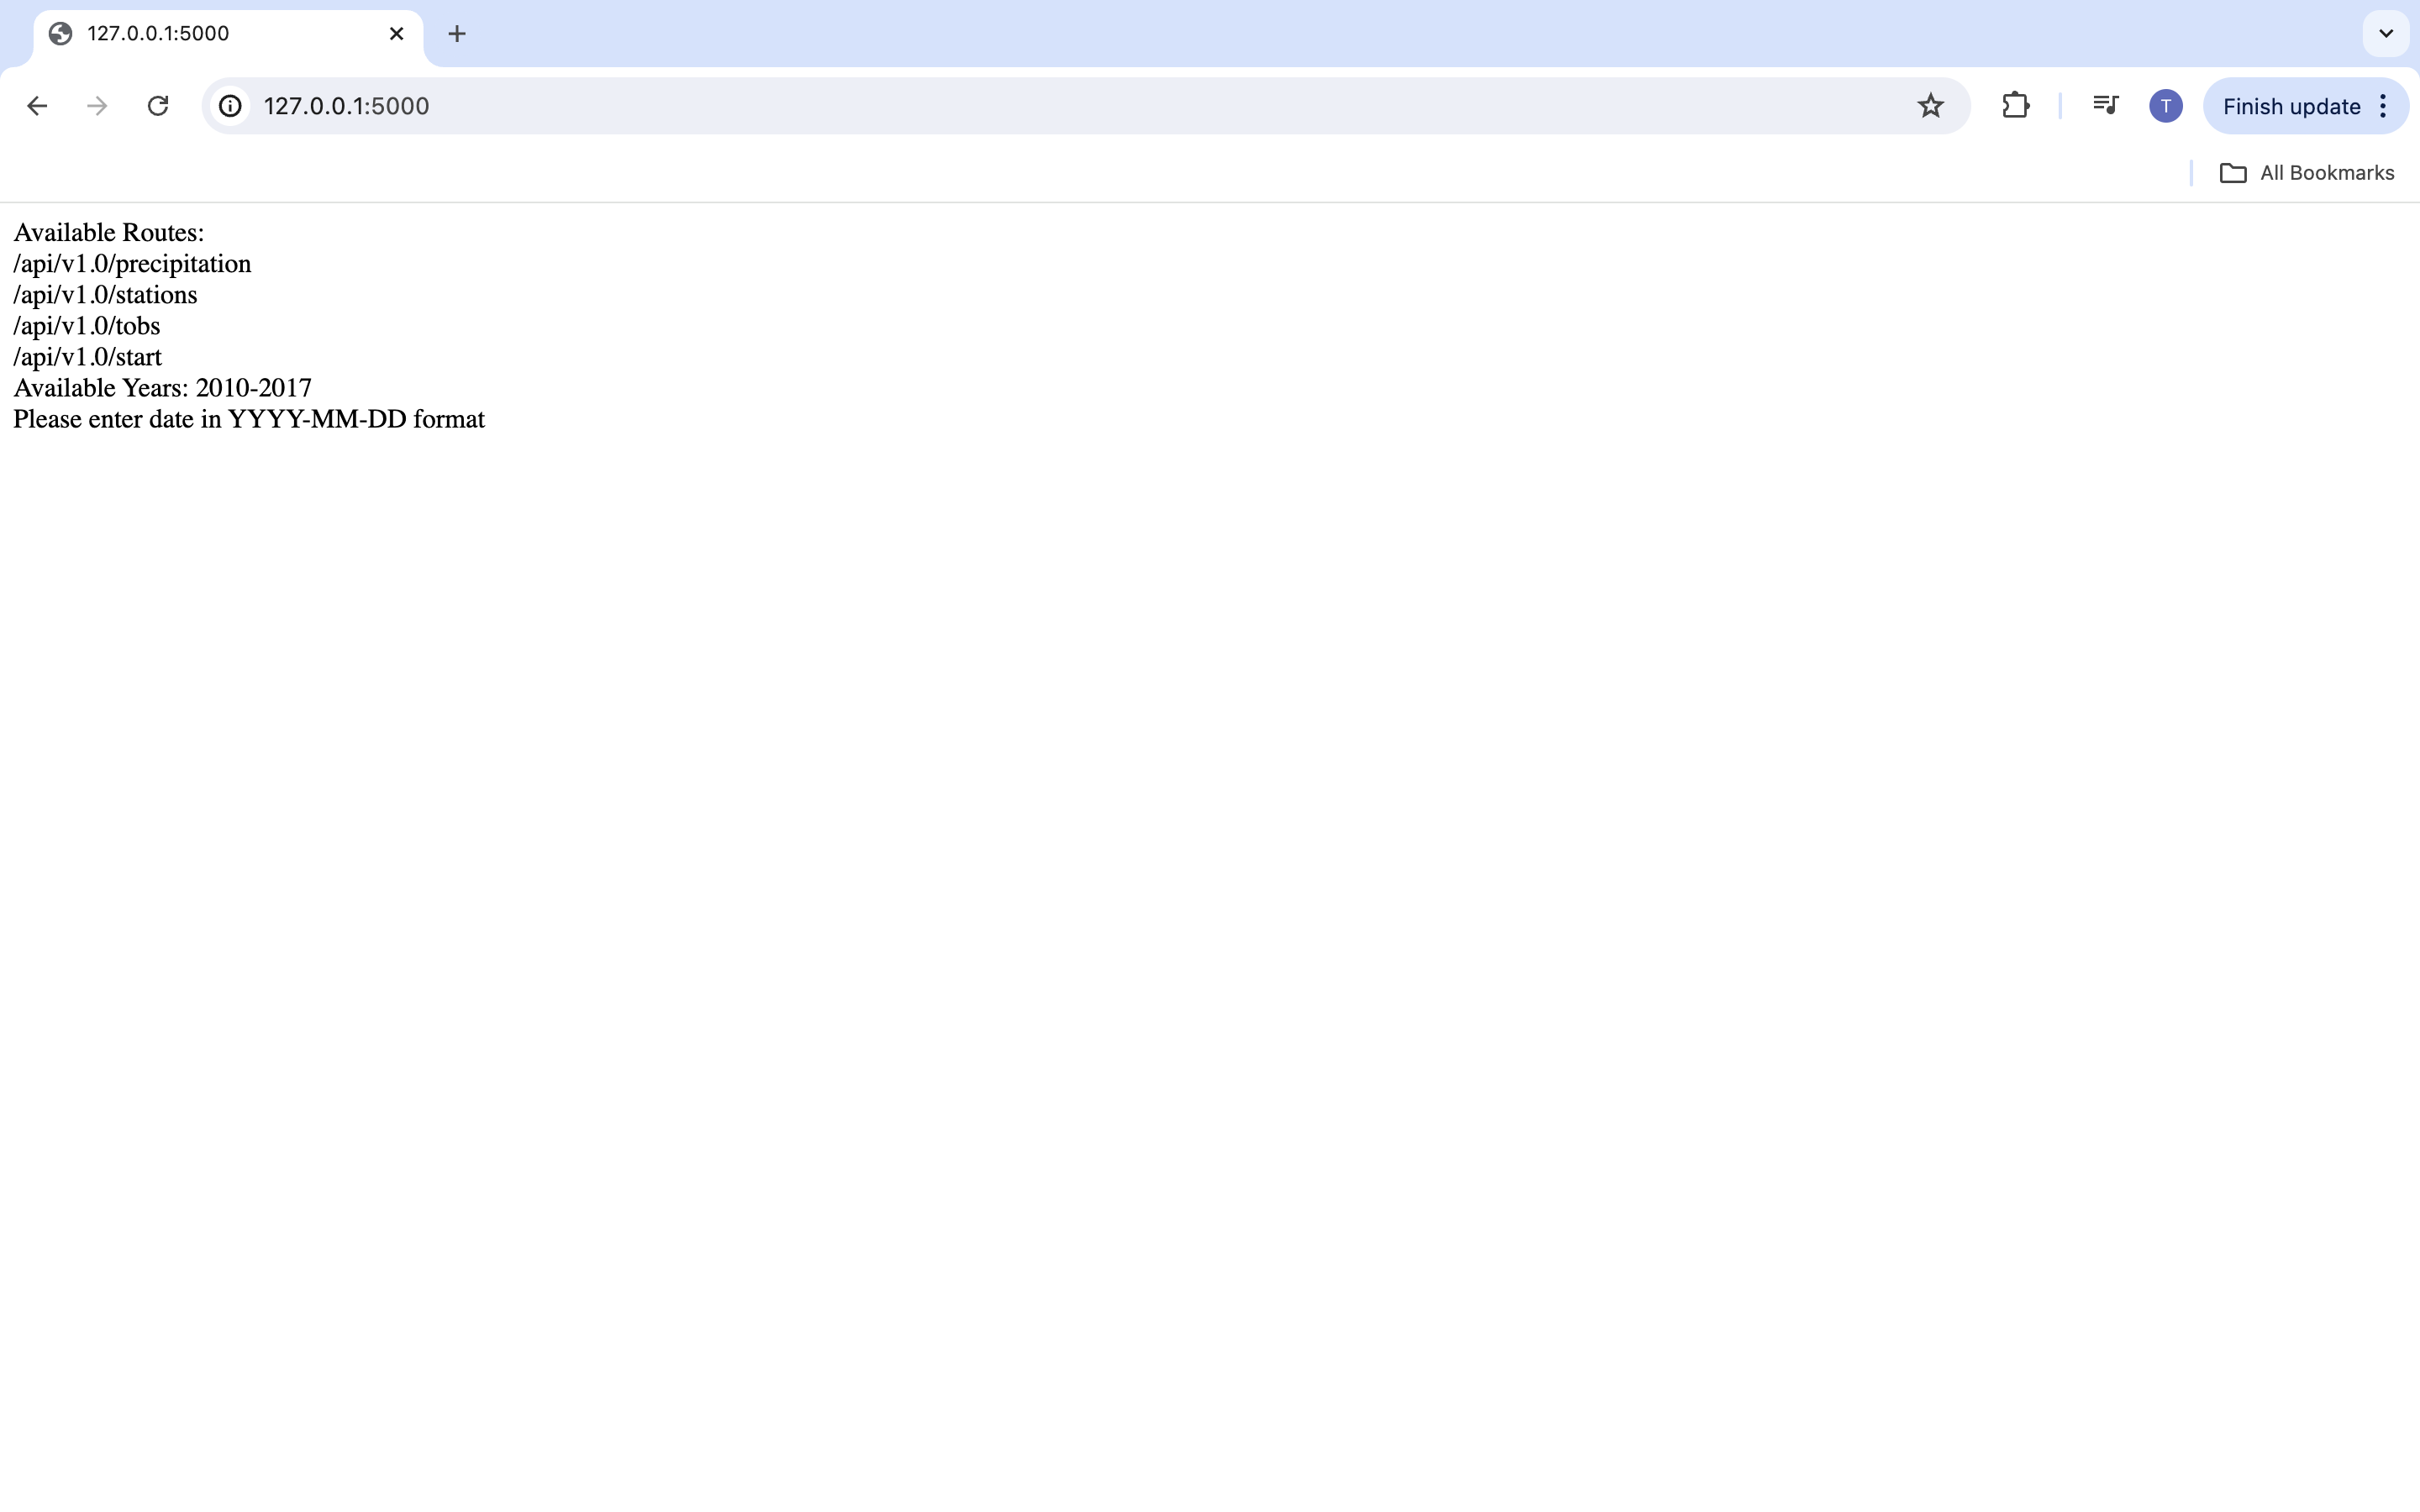 127.0.0.1:5000
127.0.0.1:5000
T
Finish update
All Bookmarks
Available Routes:
/api/v1.0/precipitation
/api/v1.0/stations
/api/v1.0/tobs
/api/v1.0/start
Available Years: 2010-2017
Please enter date in YYYY-MM-DD format